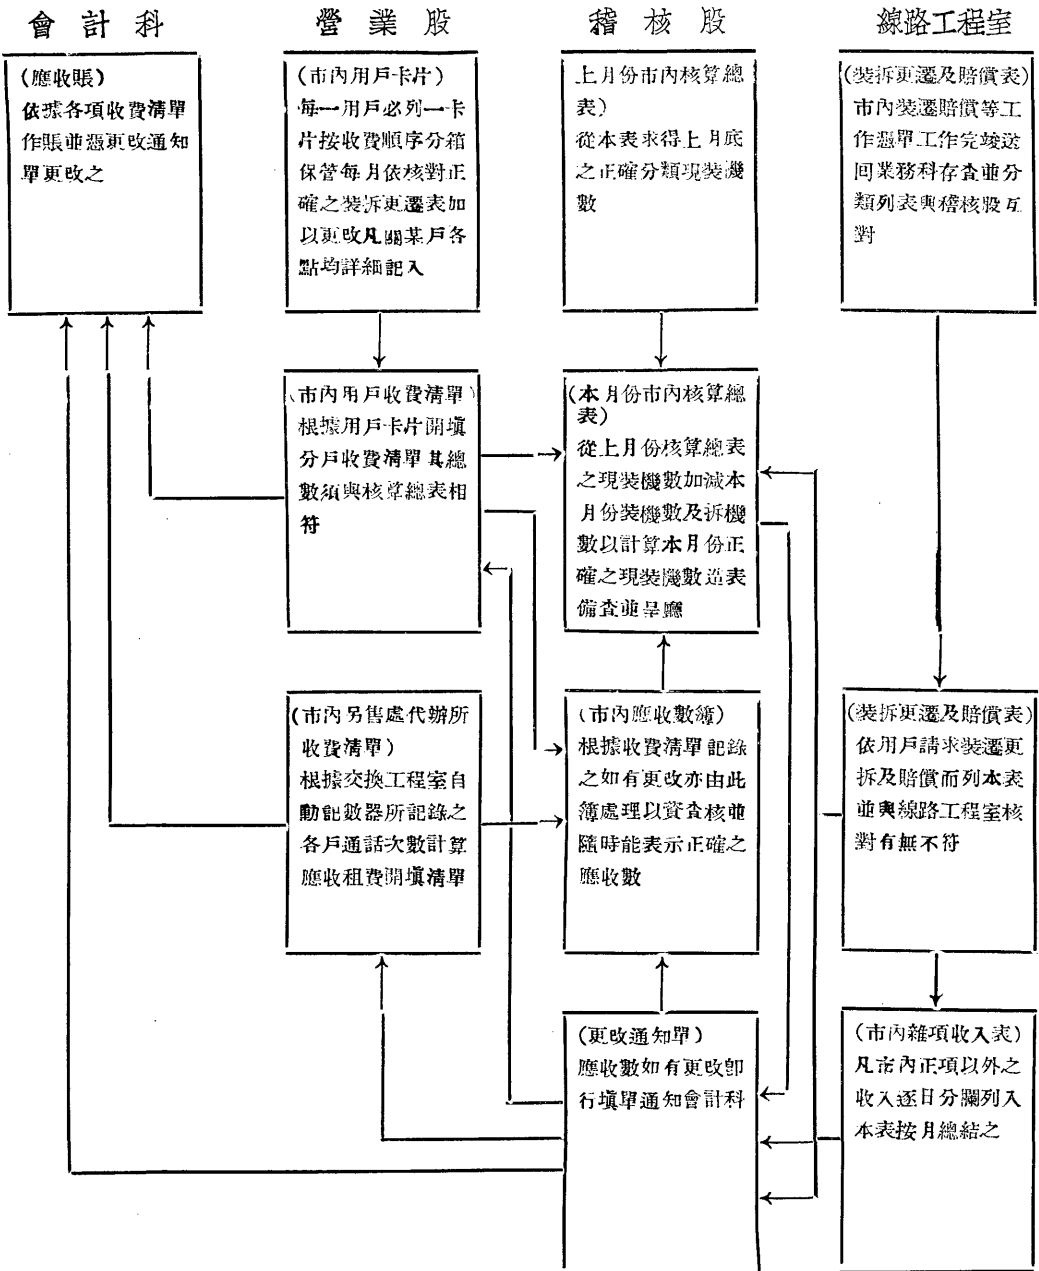 會計科
營業股
稽核股
線路工程室
(應收賬)
依據各項收費清單
作賬並憑更改通知
單更改之
(市內用戶卡片)
每一用戶必列一卡
片按收費順序分箱
保管每月依核對正
確之裝拆更遷表加
以更改凡關某戶各
點均詳細記入
上月份市內核算總
表)
從本表求得上月底
之正確分類現裝機
數
(裝拆更遷及賠償表)
市內裝遷賠償等工
作憑單工作完竣送
回業務科存查並分
類列表與稽核股互
對
(市內用戶收費清單)
根據用戶卡片開填
分戶收費清單其總
數須與核算總表相
符
(本月份市內核算總
表)
從上月份核算總表
之現裝機數加減本
月份裝機數及拆機
數以計算本月份正
確之現裝機數造表
備查並呈廳
(市內另售處代辦所
收費清單)
根據交換工程室自
動記數器所記錄之
各戶通話次數計算
應收租費開填清單
(市內應收數簿)
根據收費清單記錄
之如有更改亦由此
簿處理以資查核並
隨時能表示正確之
應收數
(裝拆更遷及賠償表)
依用戶請求裝遷更
拆及賠償而列本表
並與線路工程室核
對有無不符
(更改通知單)
應收數如有更改卽
行填單通知會計科
(市內雜項收入表)
凡市內正項以外之
收入逐日分欄列入
本表按月總結之